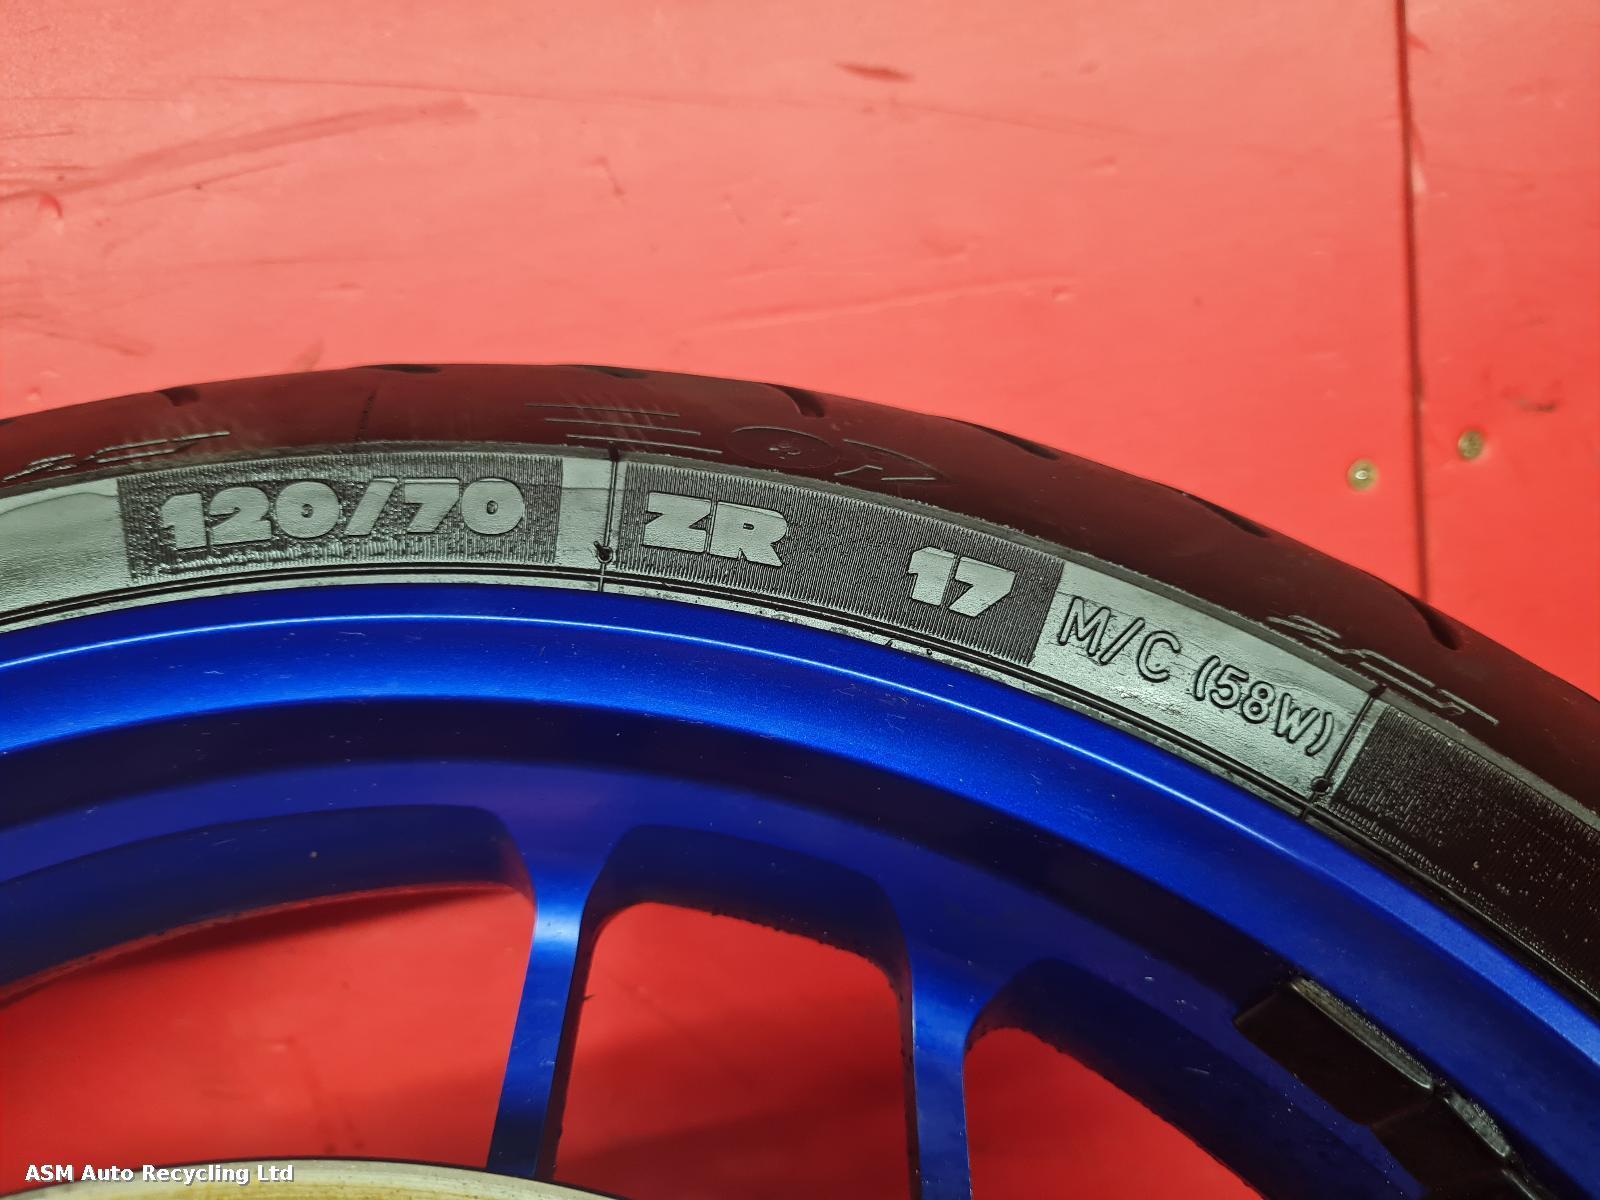 120/70 ZR 17 M/C (58W)
ASM Auto Recycling Ltd